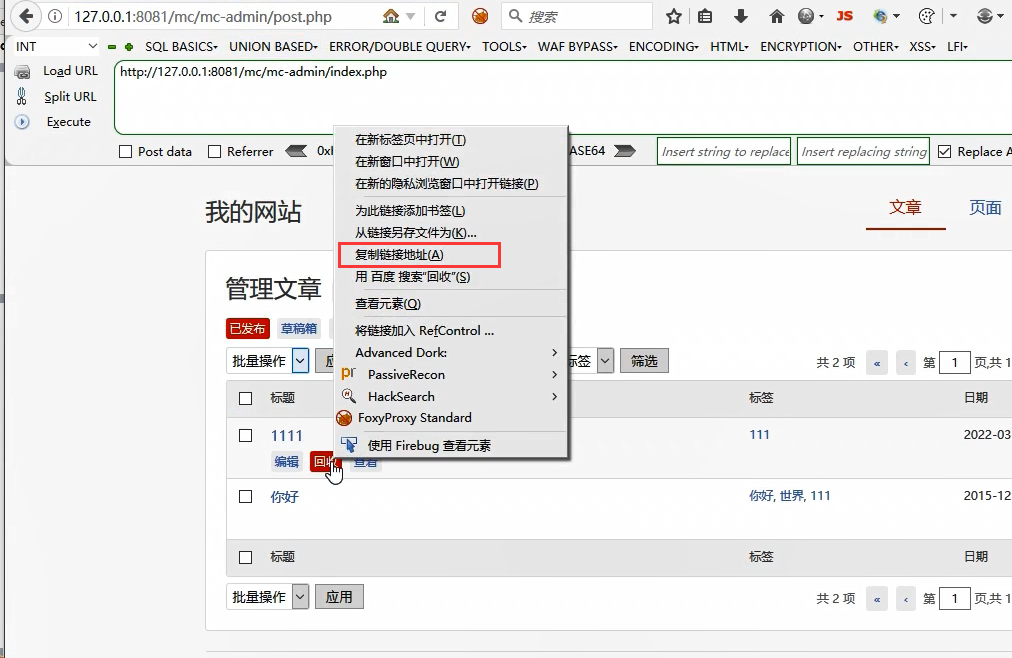 127.0.0.1:8081/mc/mc-admin/post.php
搜索
JS
INT
SQL BASICS
UNION BASED
ERROR/DOUBLE QUERY
TOOLS
WAF BYPASS
ENCODING
HTML
ENCRYPTION
OTHER
XSS
LFI
Load URL
http://127.0.0.1:8081/mc/mc-admin/index.php
Split URL
Execute
Post data
Referrer
0x
ASE64
Insert string to replace
Insert replacing string
Replace A
在新标签页中打开(T)
在新窗口中打开(W)
在新的隐私浏览窗口中打开链接(P)
为此链接添加书签(L)
从链接另存文件为(K)...
复制链接地址(A)
用 百度 搜索“回收”(S)
查看元素(Q)
将链接加入 RefControl ...
Advanced Dork:
PassiveRecon
HackSearch
FoxyProxy Standard
使用 Firebug 查看元素
我的网站
文章
页面
管理文章
已发布
草稿箱
批量操作
标签
筛选
共 2 项
«
‹
第
1
页,共 1
标题
标签
日期
1111
111
2022-03
编辑
回收
查看
你好
你好, 世界, 111
2015-12
标题
标签
日期
批量操作
应用
共 2 项
«
‹
第
1
页,共 1